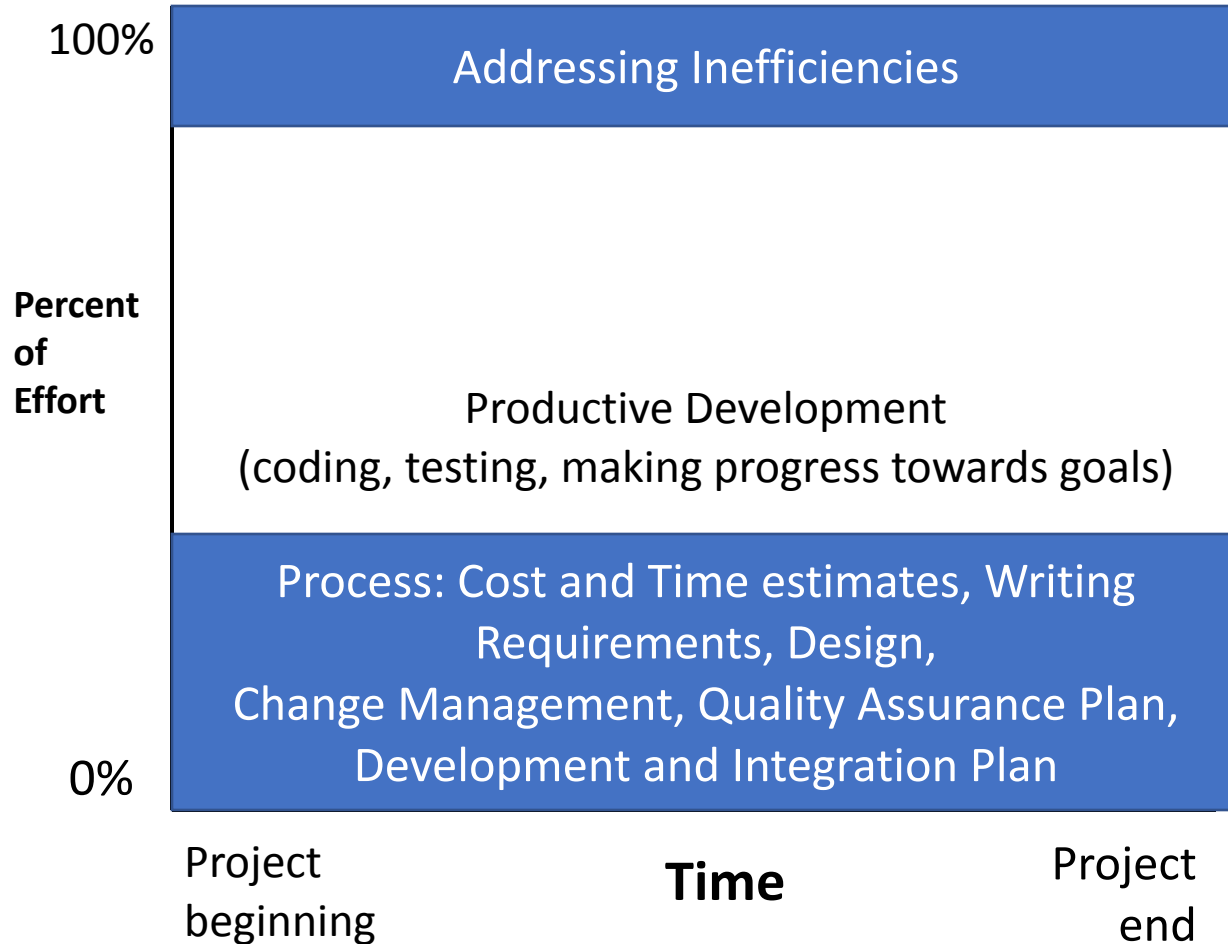 100%
Addressing Inefficiencies
Percent
of
Effort
Productive Development
(coding, testing, making progress towards goals)
Process: Cost and Time estimates, Writing
Requirements, Design,
Change Management, Quality Assurance Plan,
Development and Integration Plan
0%
Project
beginning
Time
Project
end